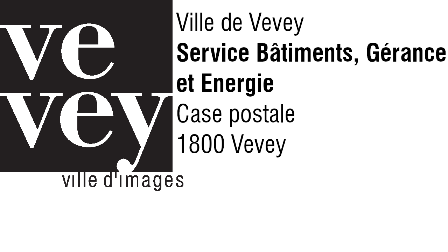 ve
vey
ville d'images
Ville de Vevey
Service Bâtiments, Gérance
et Energie
Case postale
1800 Vevey